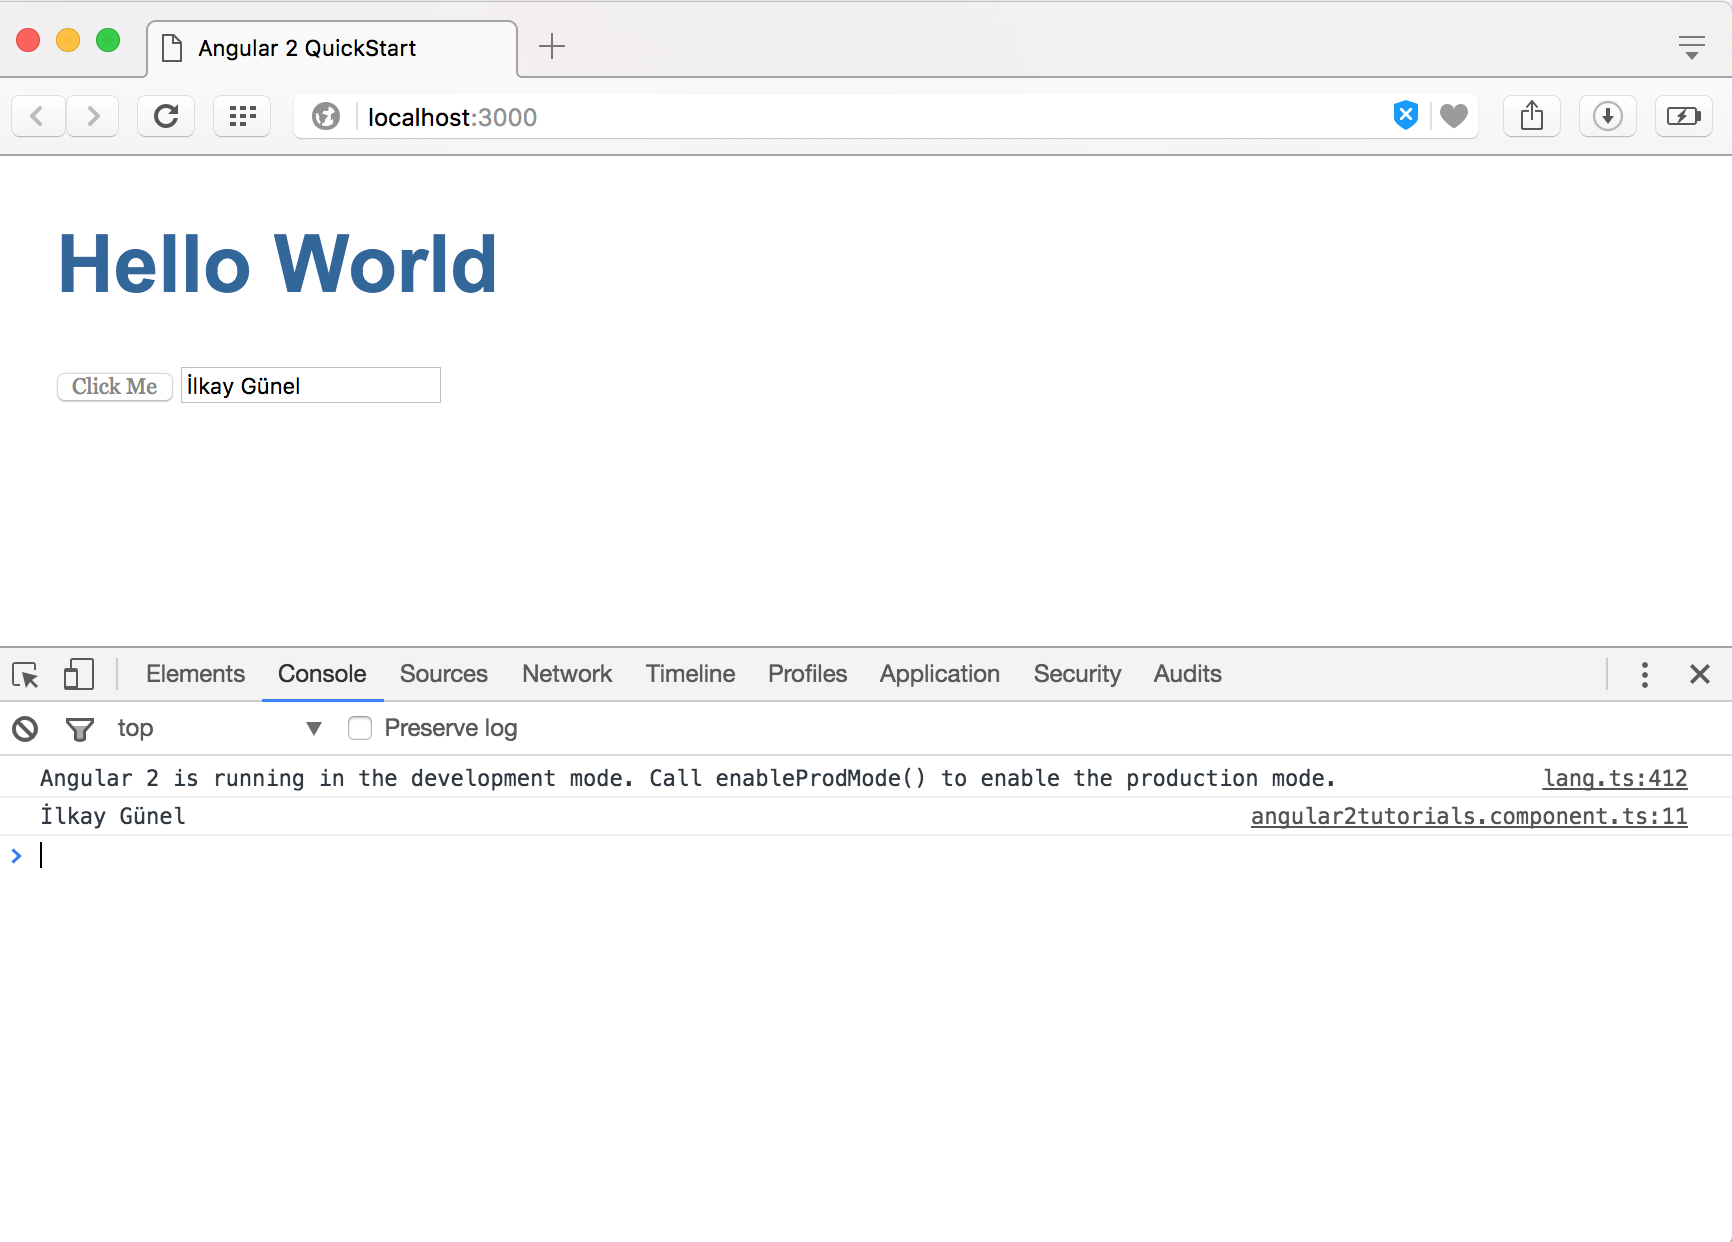 Angular 2 QuickStart
localhost:3000
Hello World
Click Me İlkay Günel
Elements Console Sources Network Timeline Profiles Application Security Audits
top Preserve log
Angular 2 is running in the development mode. Call enableProdMode() to enable the production mode. lang.ts:412
İlkay Günel angular2tutorials.component.ts:11